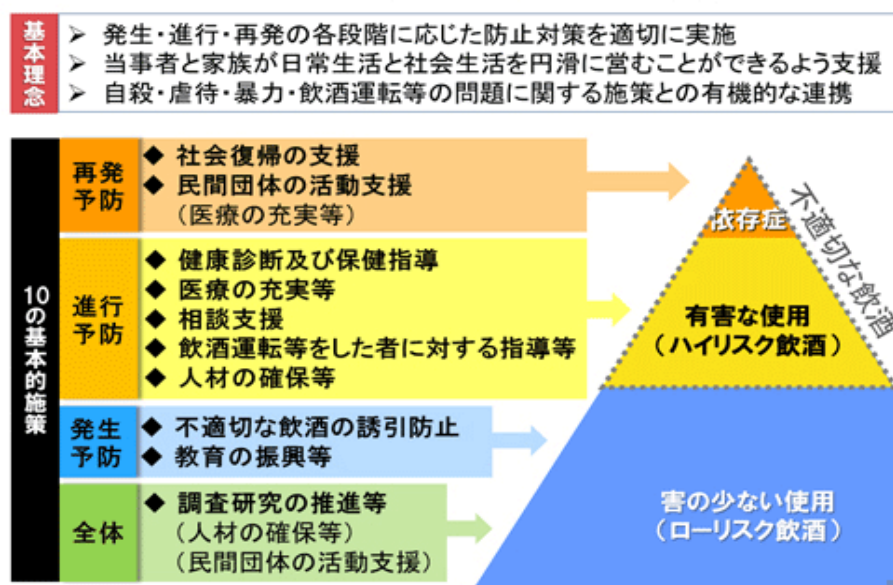 基本理念
➢ 発生・進行・再発の各段階に応じた防止対策を適切に実施
➢ 当事者と家族が日常生活と社会生活を円滑に営むことができるよう支援
➢ 自殺・虐待・暴力・飲酒運転等の問題に関する施策との有機的な連携
10の基本的施策
再発
予防
◆ 社会復帰の支援
◆ 民間団体の活動支援
（医療の充実等）
進行
予防
◆ 健康診断及び保健指導
◆ 医療の充実等
◆ 相談支援
◆ 飲酒運転等をした者に対する指導等
◆ 人材の確保等
発生
予防
◆ 不適切な飲酒の誘引防止
◆ 教育の振興等
全体
◆ 調査研究の推進等
（人材の確保等）
（民間団体の活動支援）
依存症
不適切な飲酒
有害な使用
（ハイリスク飲酒）
害の少ない使用
（ローリスク飲酒）